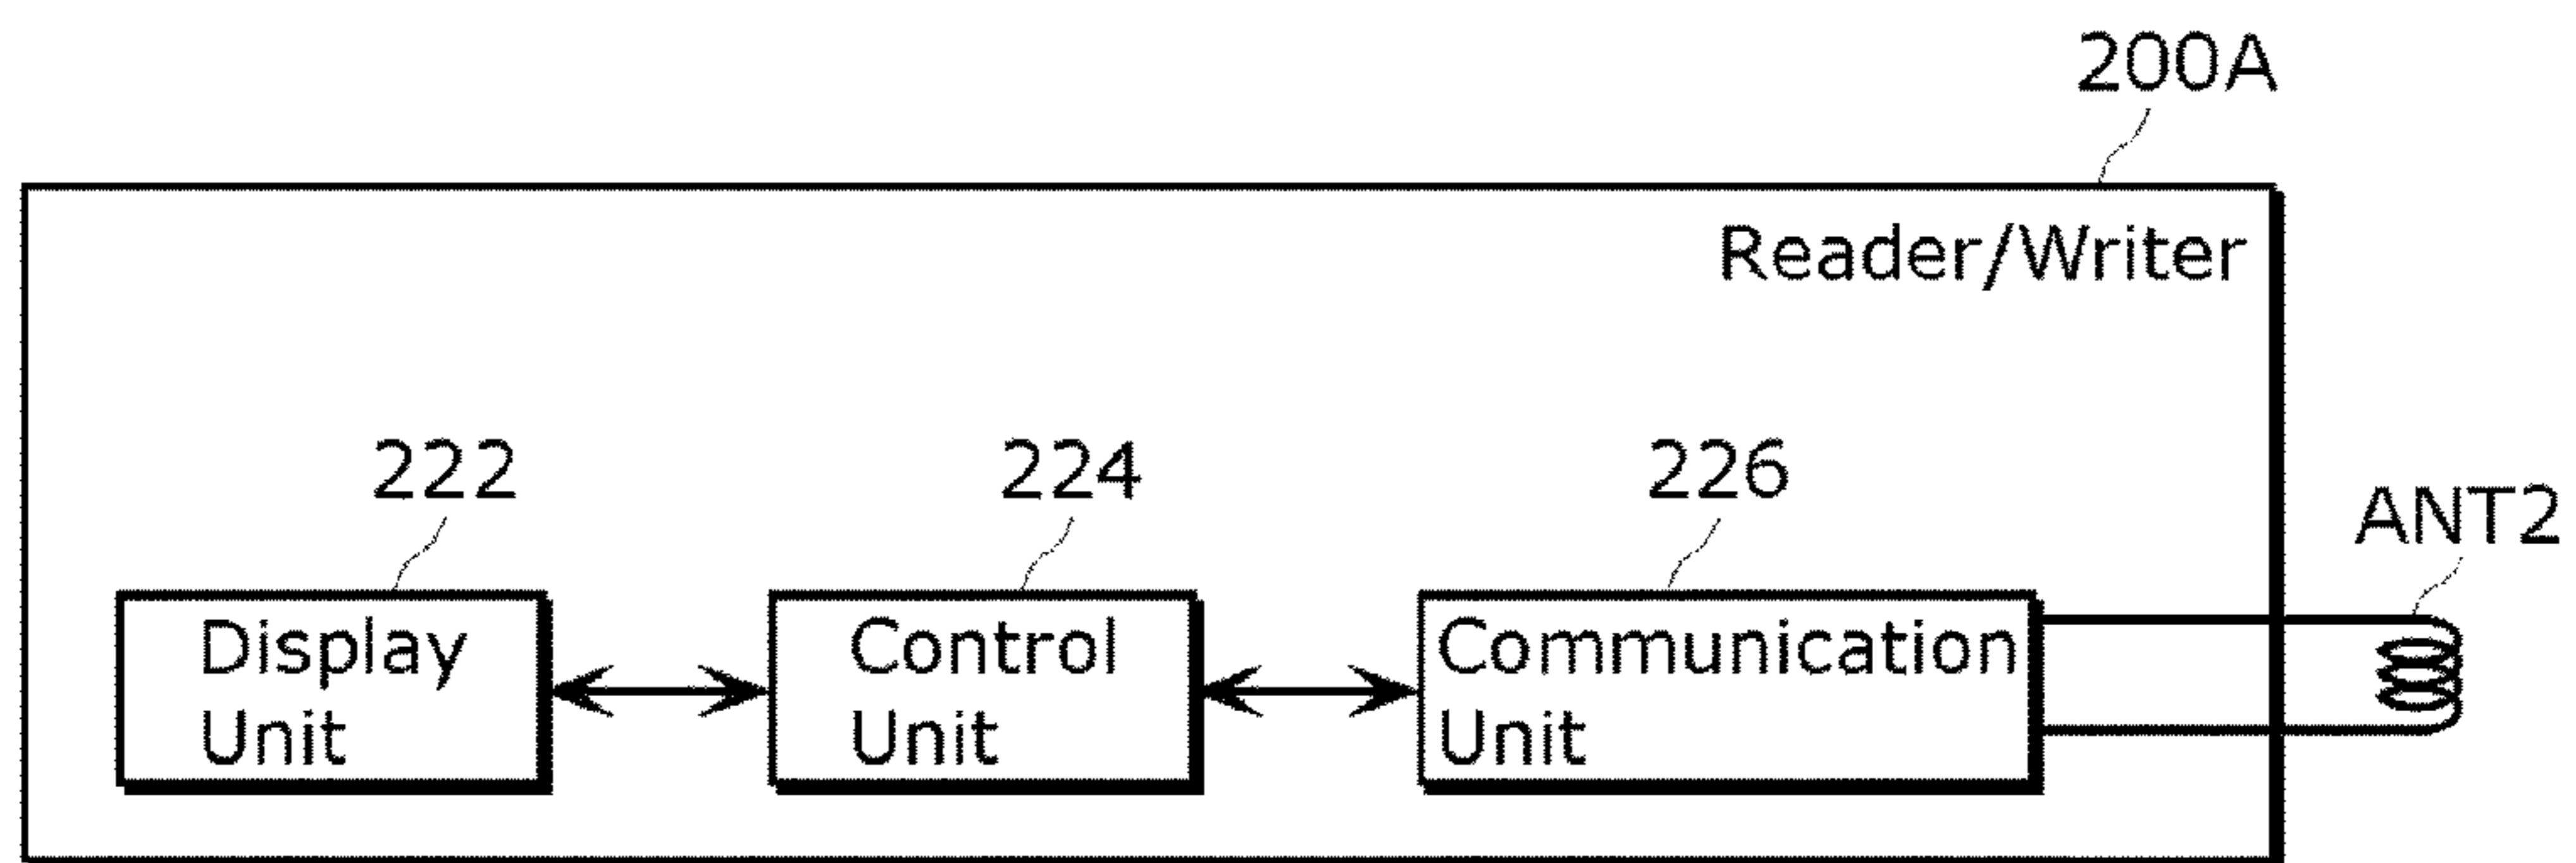 200A
Reader/Writer
222
224
226
ANT2
Display
Unit
Control
Unit
Communication
Unit